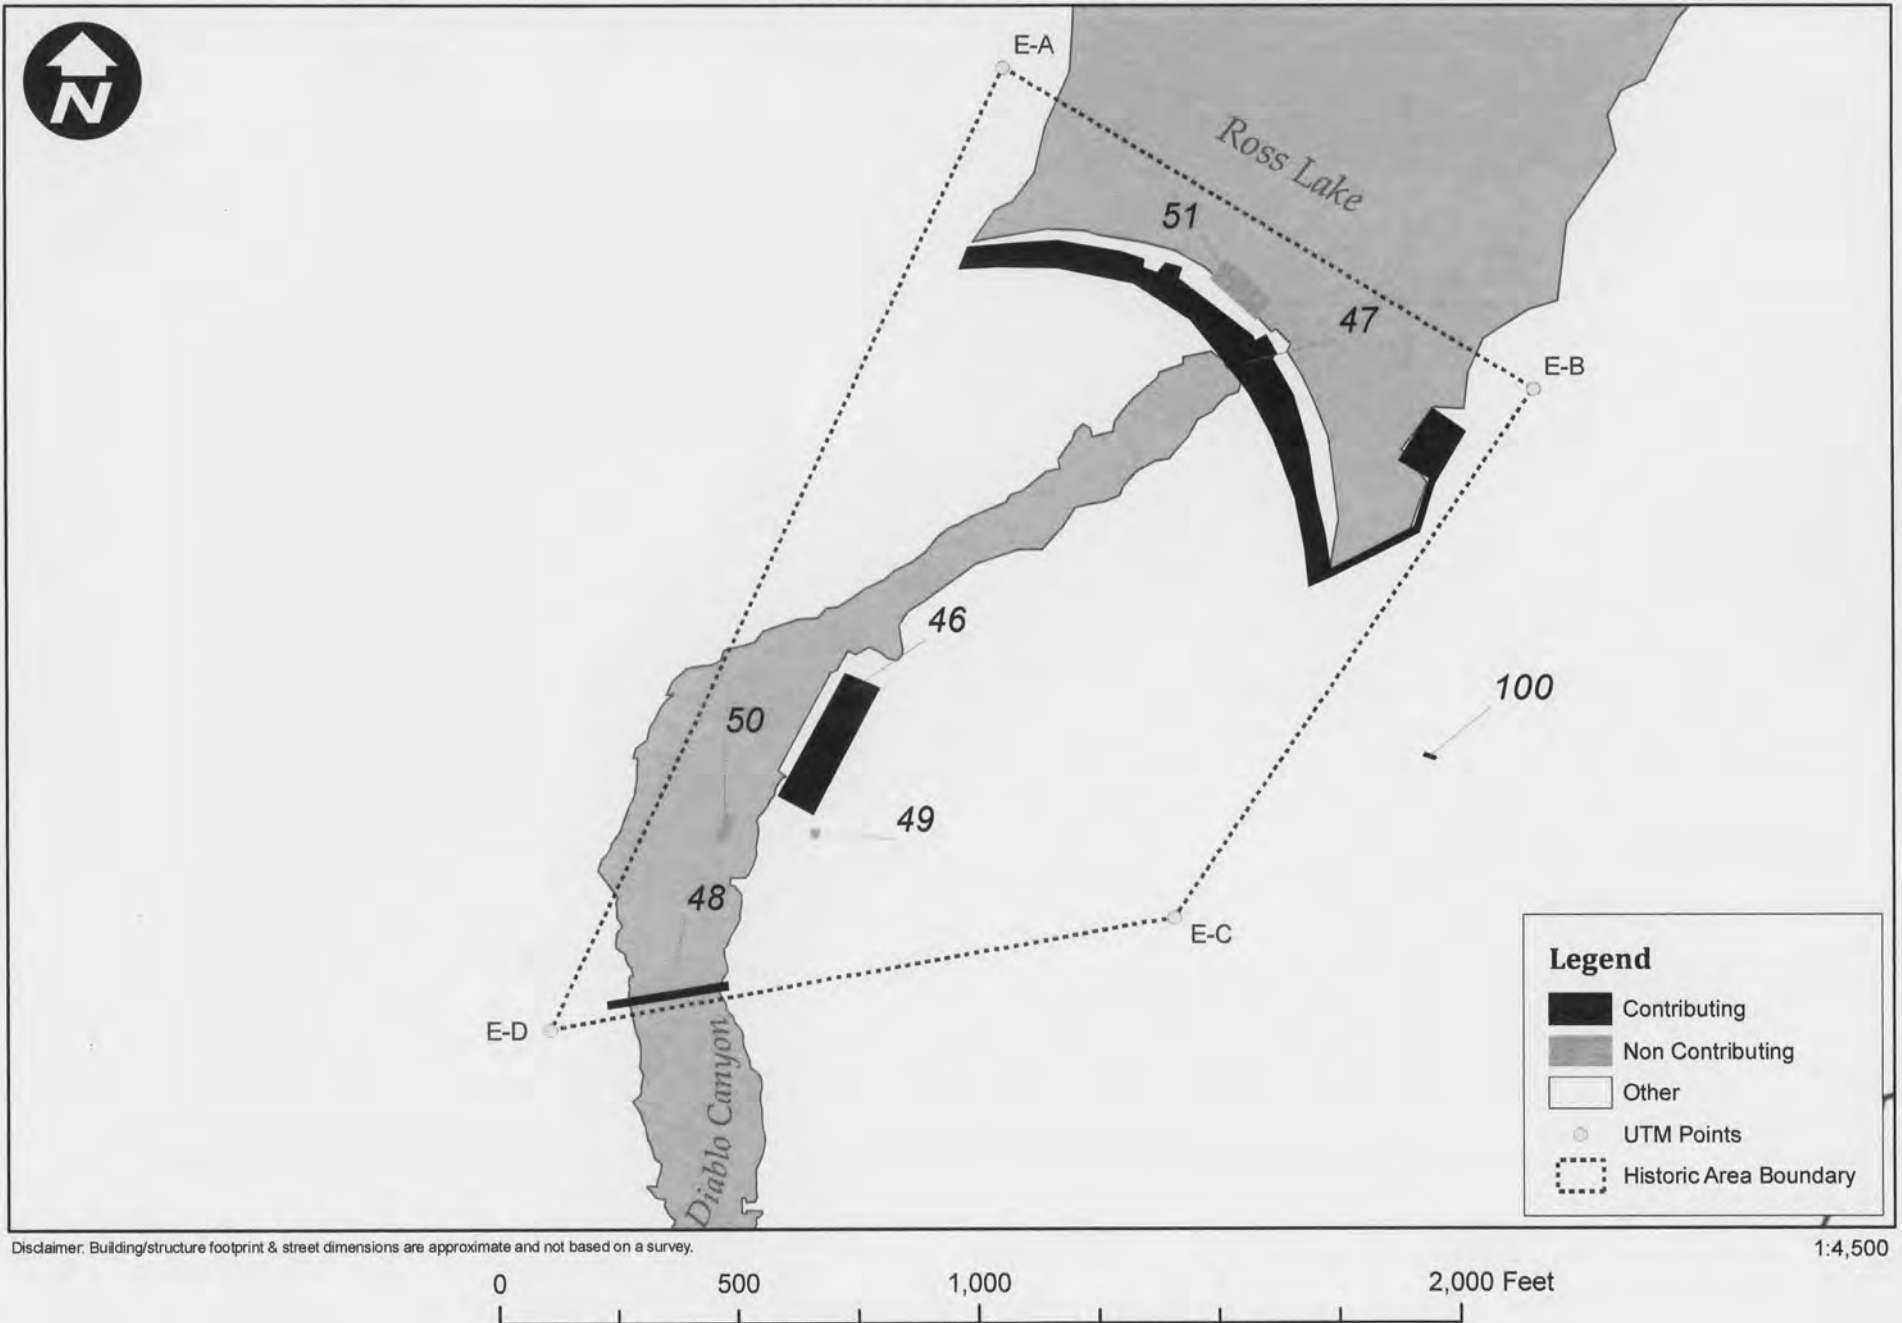 N
E-A
Ross Lake
51
47
E-B
46
100
50
49
48
E-C
E-D
Diablo Canyon
Legend
Contributing
Non Contributing
Other
UTM Points
Historic Area Boundary
Disclaimer: Building/structure footprint & street dimensions are approximate and not based on a survey.
1:4,500
0 500 1,000 2,000 Feet